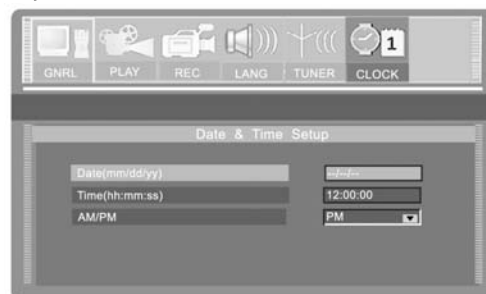 1
GNRL PLAY REC LANG TUNER CLOCK
Date & Time Setup
Date(mm/dd/yy) --/--/--
Time(hh:mm:ss) 12:00:00
AM/PM PM